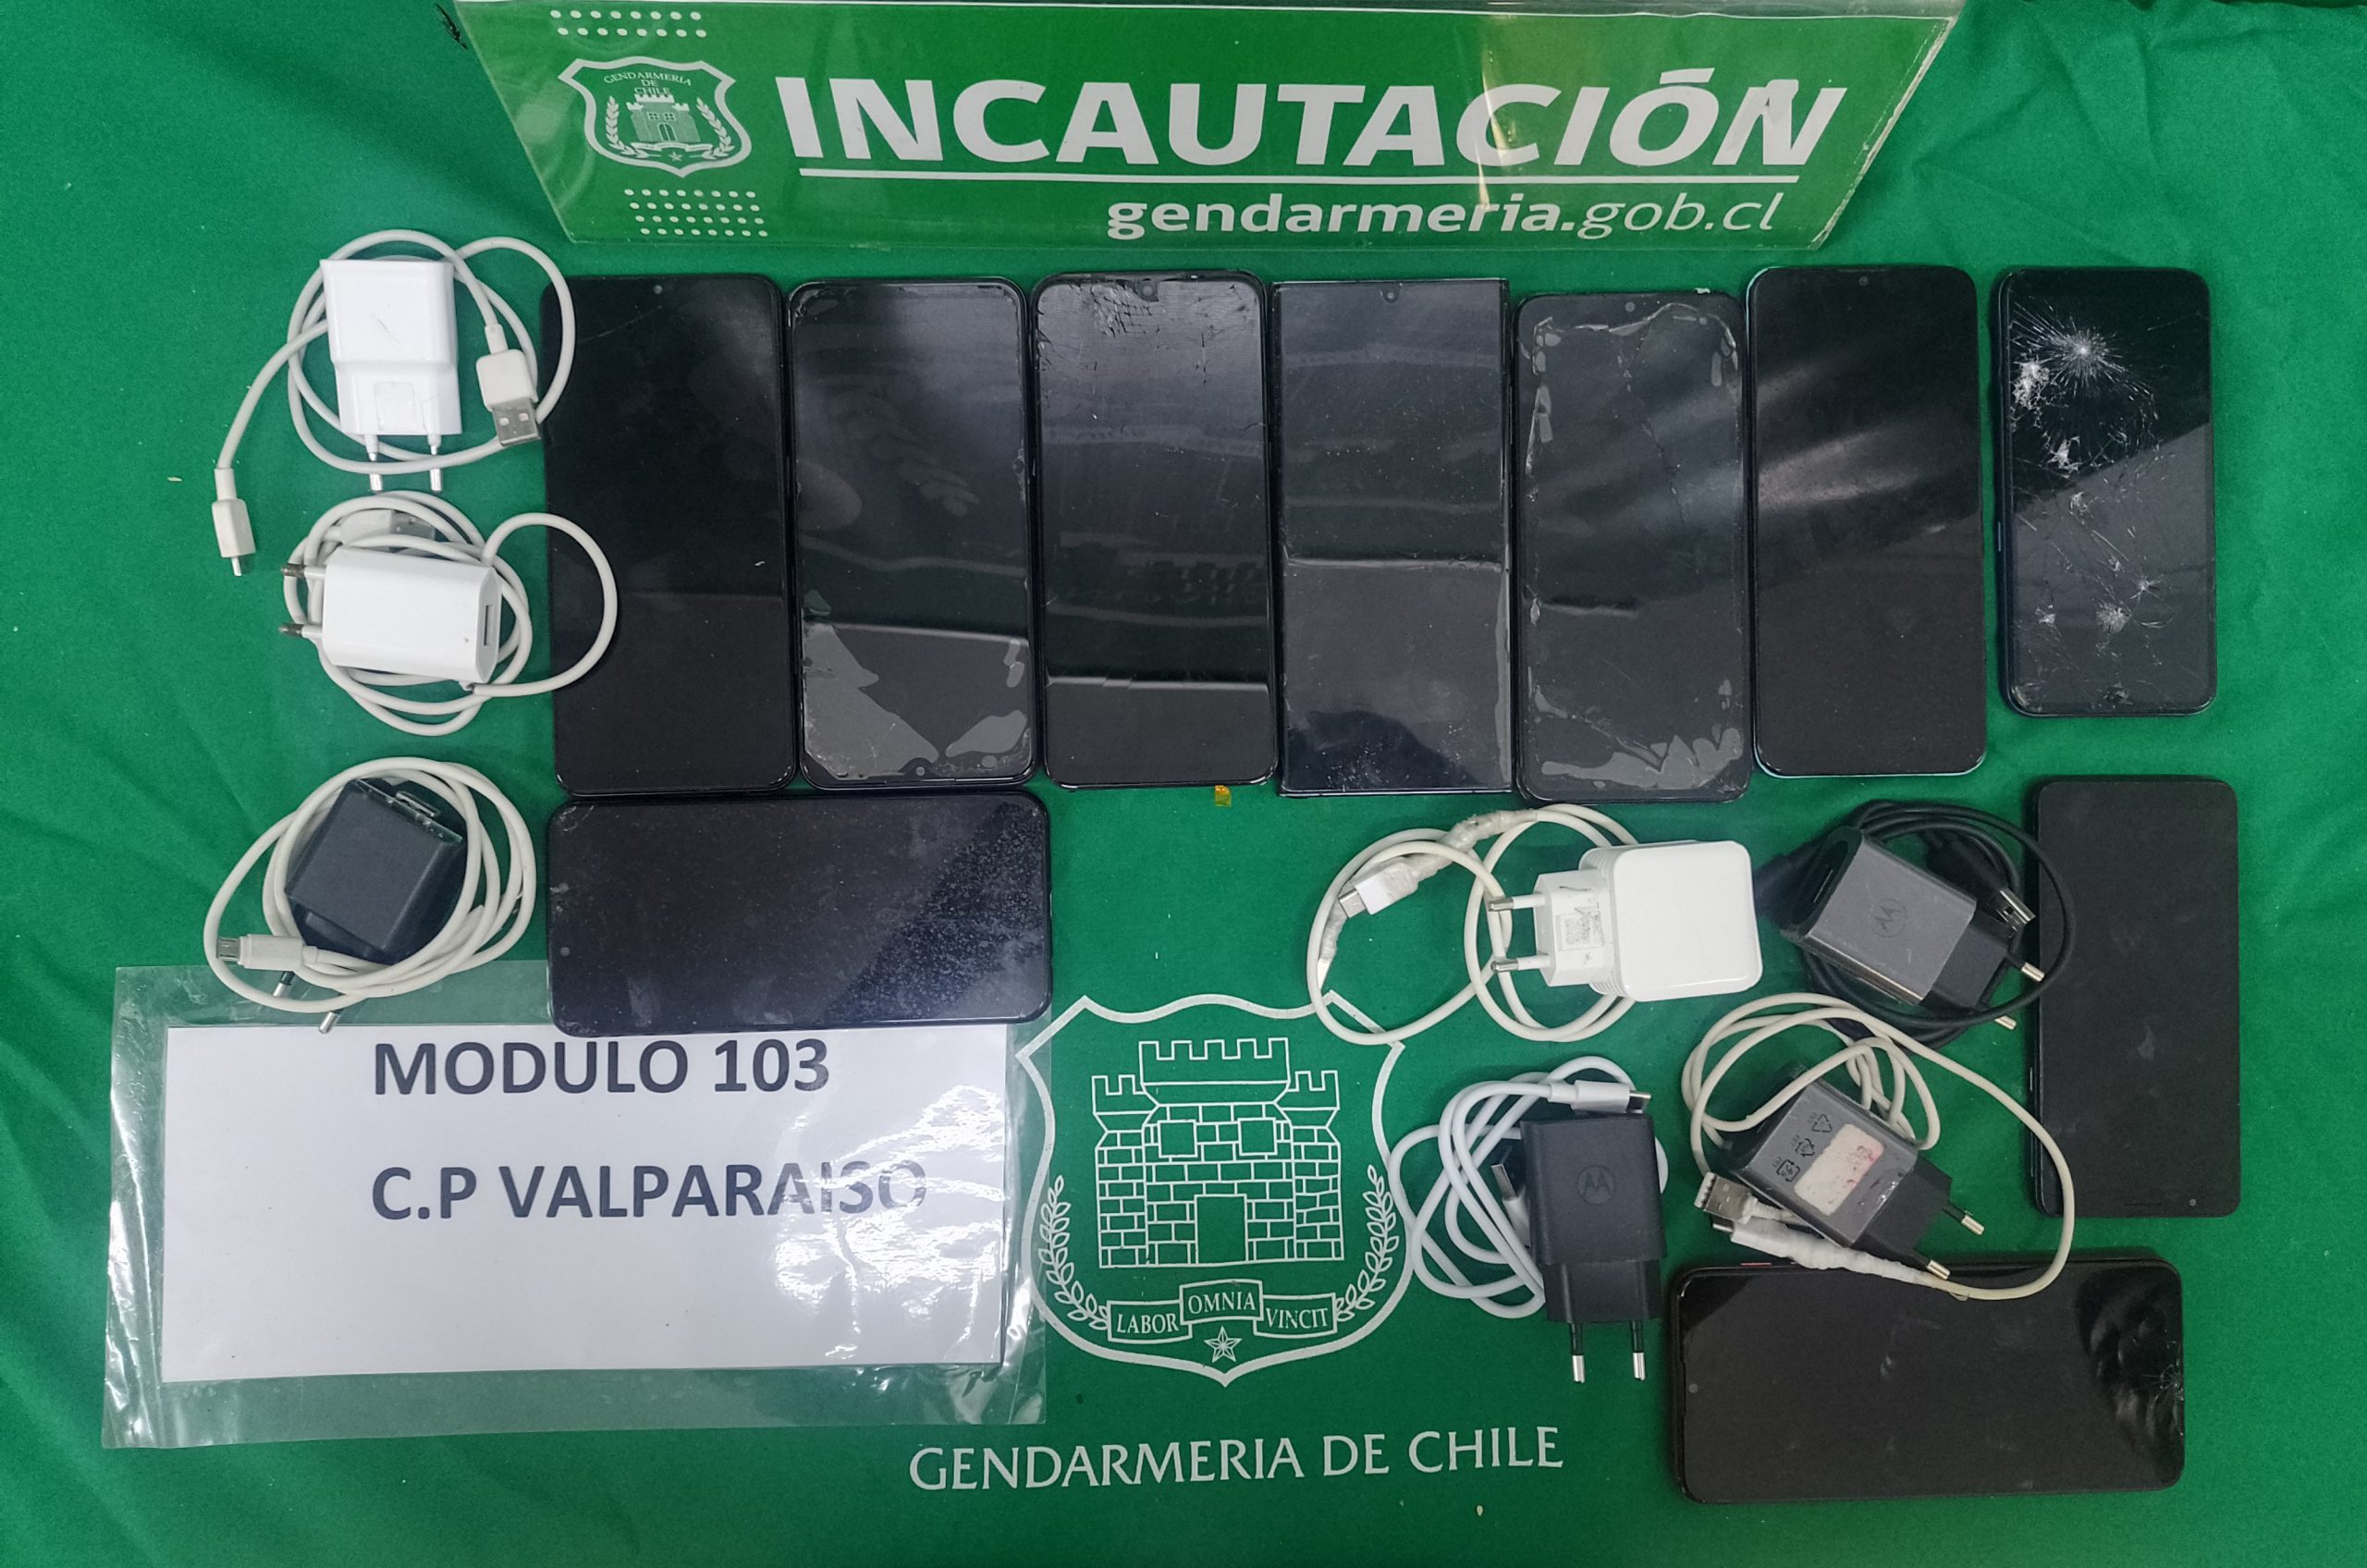 GENDARMERIA
DE
CHILE
INCAUTACIÓN
gendarmeria.gob.cl
MODULO 103
C.P VALPARAISO
LABOR OMNIA VINCIT
GENDARMERIA DE CHILE